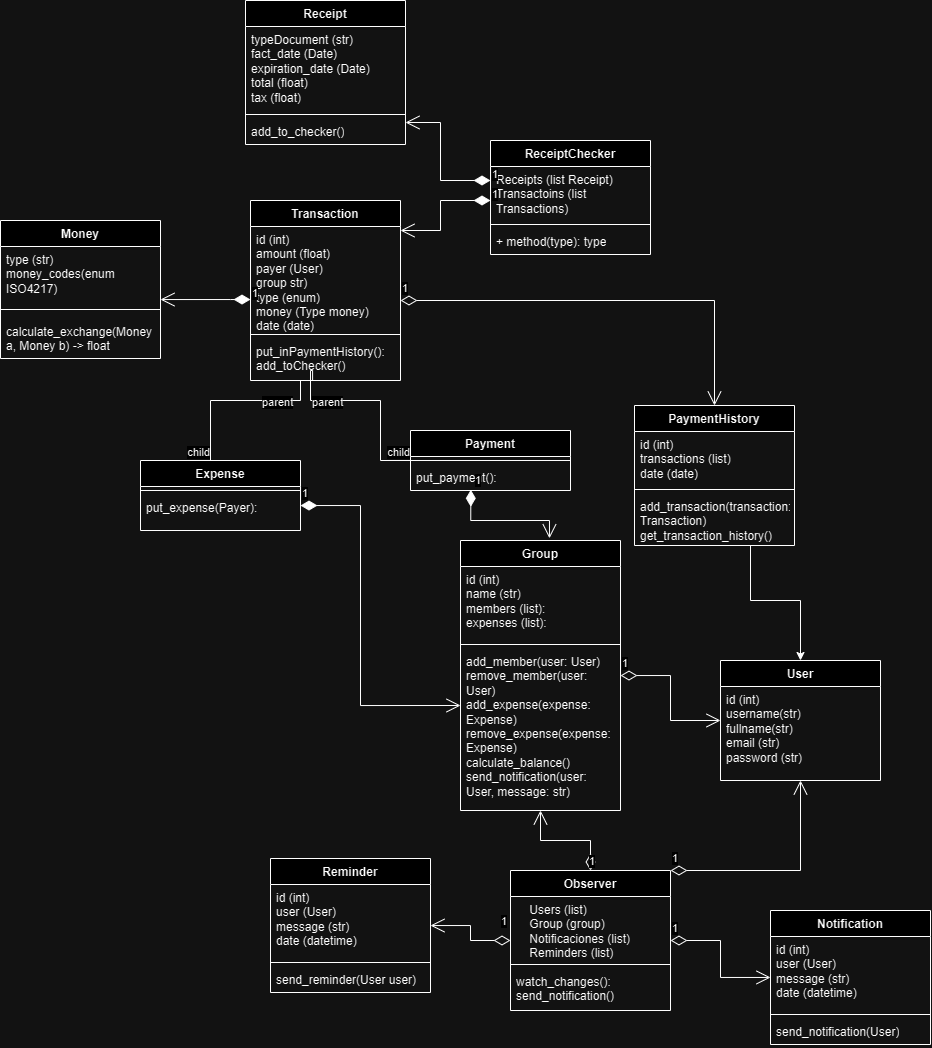 Receipt
typeDocument (str)
fact_date (Date)
expiration_date (Date)
total (float)
tax (float)
add_to_checker()
ReceiptChecker
1
Receipts (list Receipt)
1
Transactoins (list
Transactions)
+ method(type): type
Transaction
id (int)
amount (float)
payer (User)
group str)
1
type (enum)
money (Type money)
date (date)
put_inPaymentHistory():
add_toChecker()
Money
type (str)
money_codes(enum
ISO4217)
calculate_exchange(Money
a, Money b) -> float
1
parent
parent
child
child
Expense
put_expense(Payer):
1
Payment
put_payment():
1
PaymentHistory
id (int)
transactions (list)
date (date)
add_transaction(transaction:
Transaction)
get_transaction_history()
Group
id (int)
name (str)
members (list):
expenses (list):
add_member(user: User)
remove_member(user:
User)
add_expense(expense:
Expense)
remove_expense(expense:
Expense)
calculate_balance()
send_notification(user:
User, message: str)
1
User
id (int)
username(str)
fullname(str)
email (str)
password (str)
1
1
Reminder
id (int)
user (User)
message (str)
date (datetime)
send_reminder(User user)
1
Observer
Users (list)
Group (group)
Notificaciones (list)
Reminders (list)
watch_changes():
send_notification()
1
Notification
id (int)
user (User)
message (str)
date (datetime)
send_notification(User)